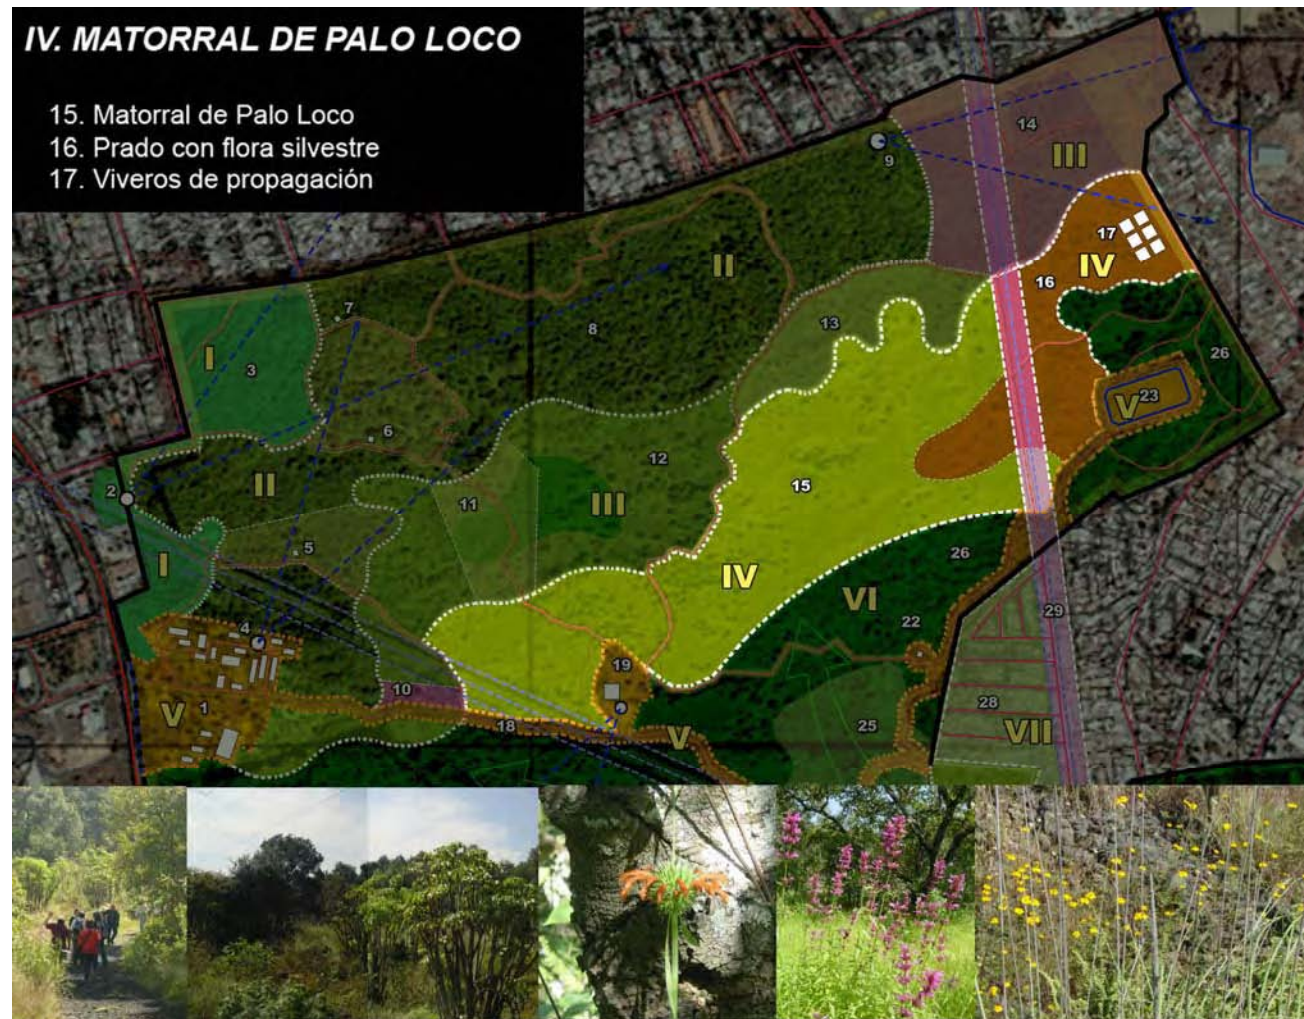 IV. MATORRAL DE PALO LOCO
15. Matorral de Palo Loco
16. Prado con flora silvestre
17. Viveros de propagación
14
III
9
17
IV
16
II
7
8
13
I
3
26
V
23
6
12
2
II
11
III
15
5
26
I
IV
VI
29
4
22
19
10
V
1
28
18
V
25
VII